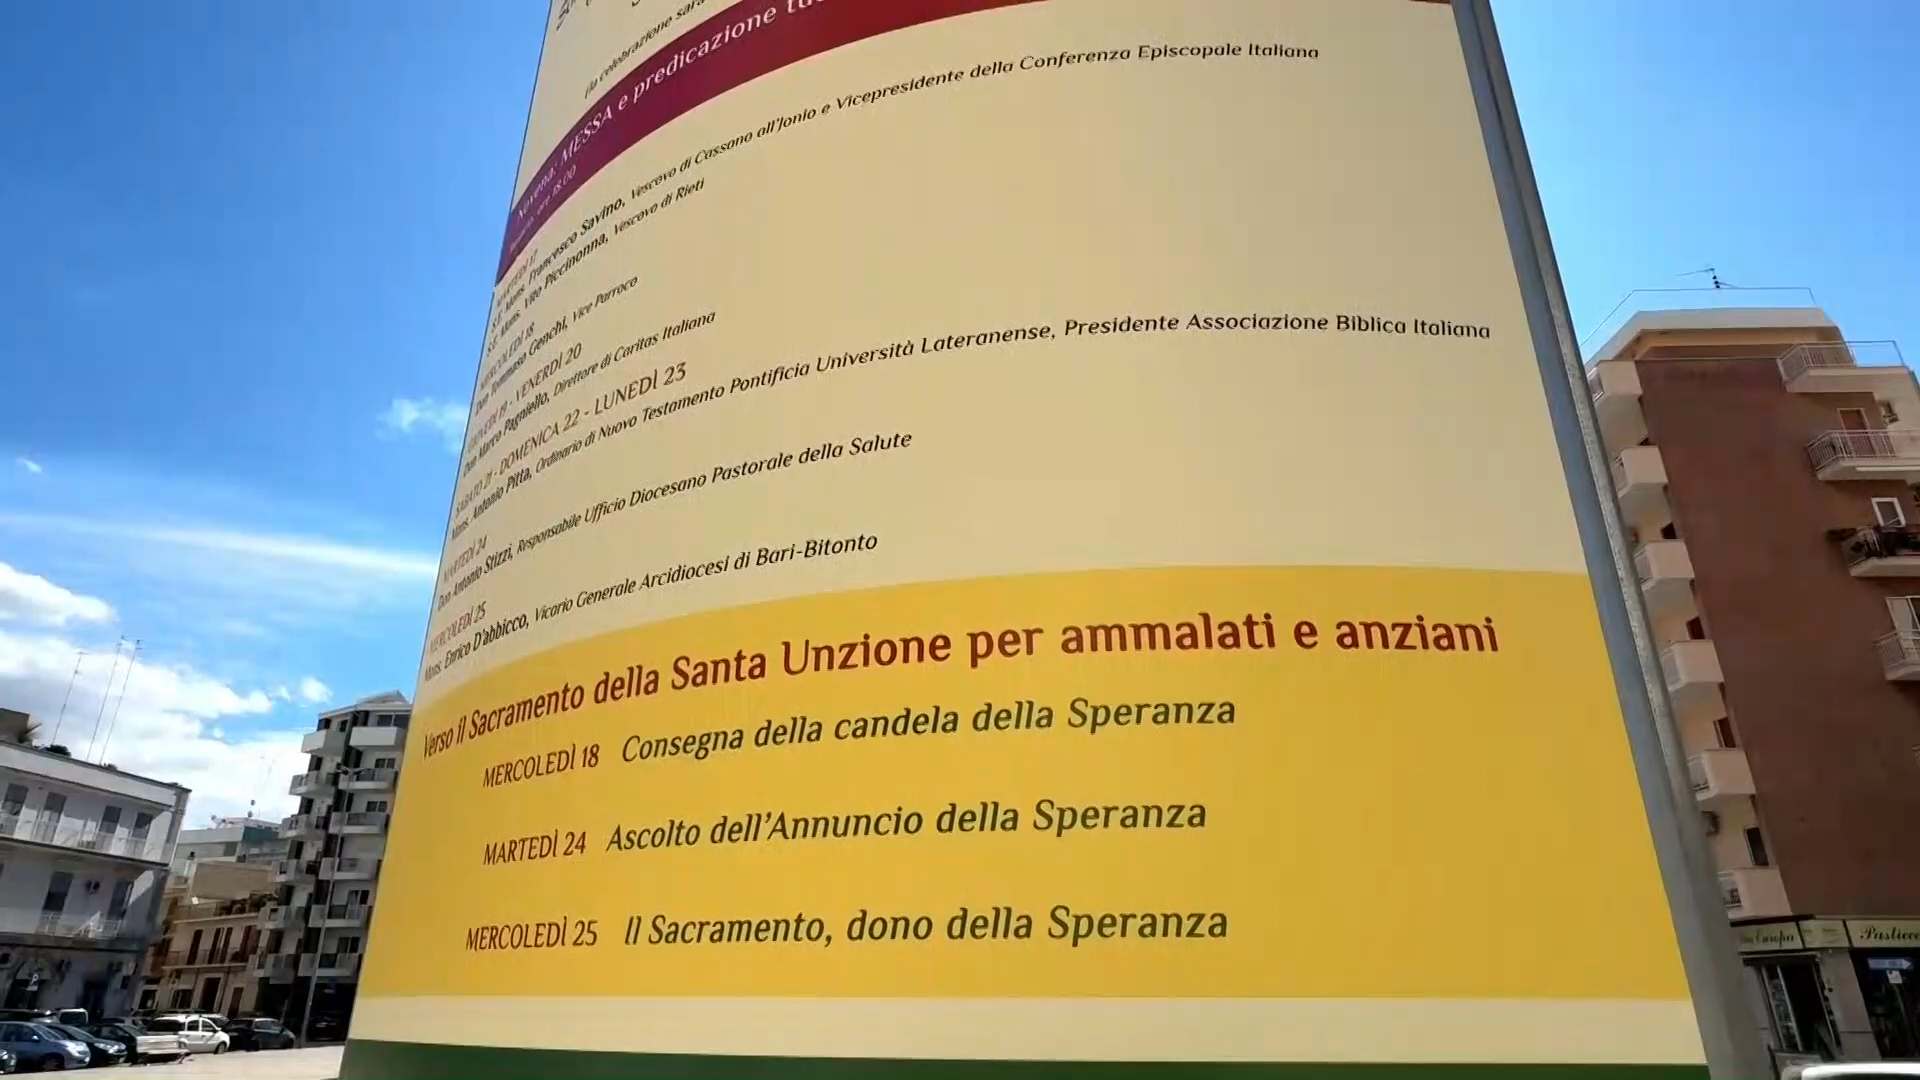 (la celebrazione sarà
Novena: MESSA e predicazione
ore 18.00
MARTEDÌ 17
S.E. Mons. Francesco Savino, Vescovo di Cassano all'Jonio e Vicepresidente della Conferenza Episcopale Italiana
S.E. Mons. Vito Piccinonna, Vescovo di Rieti
MERCOLEDÌ 18
Don Tommaso Genchi, Vice Parroco
GIOVEDÌ 19 - VENERDÌ 20
Don Marco Pagniello, Direttore di Caritas Italiana
SABATO 21 - DOMENICA 22 - LUNEDÌ 23
Mons. Antonio Pitta, Ordinario di Nuovo Testamento Pontificia Università Lateranense, Presidente Associazione Biblica Italiana
MARTEDÌ 24
Don Antonio Stizzi, Responsabile Ufficio Diocesano Pastorale della Salute
MERCOLEDÌ 25
Mons. Enrico D'abbicco, Vicario Generale Arcidiocesi di Bari-Bitonto
Verso il Sacramento della Santa Unzione per ammalati e anziani
MERCOLEDÌ 18 Consegna della candela della Speranza
MARTEDÌ 24 Ascolto dell'Annuncio della Speranza
MERCOLEDÌ 25 Il Sacramento, dono della Speranza
Europa